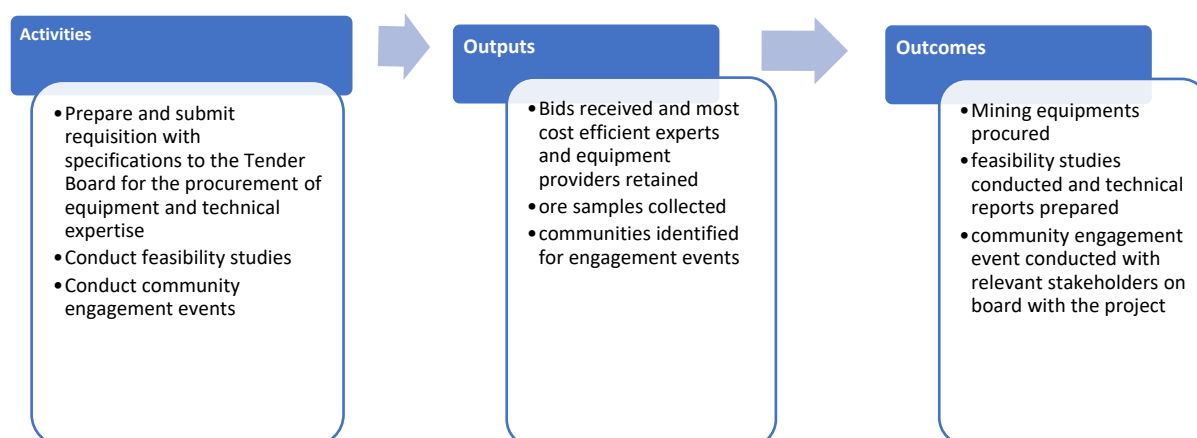 Activities
•Prepare and submit
requisition with
specifications to the Tender
Board for the procurement of
equipment and technical
expertise
•Conduct feasibility studies
•Conduct community
engagement events
Outputs
•Bids received and most
cost efficient experts
and equipment
providers retained
•ore samples collected
•communities identified
for engagement events
Outcomes
•Mining equipments
procured
•feasibility studies
conducted and technical
reports prepared
•community engagement
event conducted with
relevant stakeholders on
board with the project